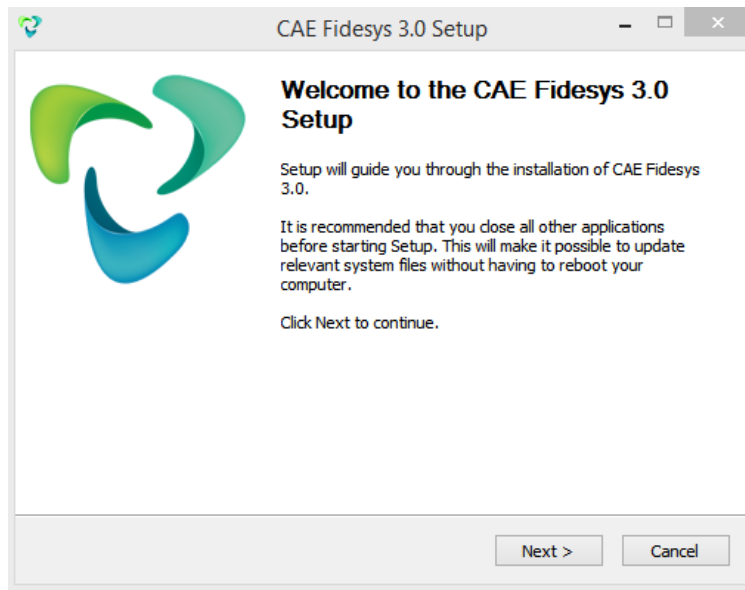 CAE Fidesys 3.0 Setup
Welcome to the CAE Fidesys 3.0
Setup
Setup will guide you through the installation of CAE Fidesys
3.0.
It is recommended that you close all other applications
before starting Setup. This will make it possible to update
relevant system files without having to reboot your
computer.
Click Next to continue.
Next >
Cancel